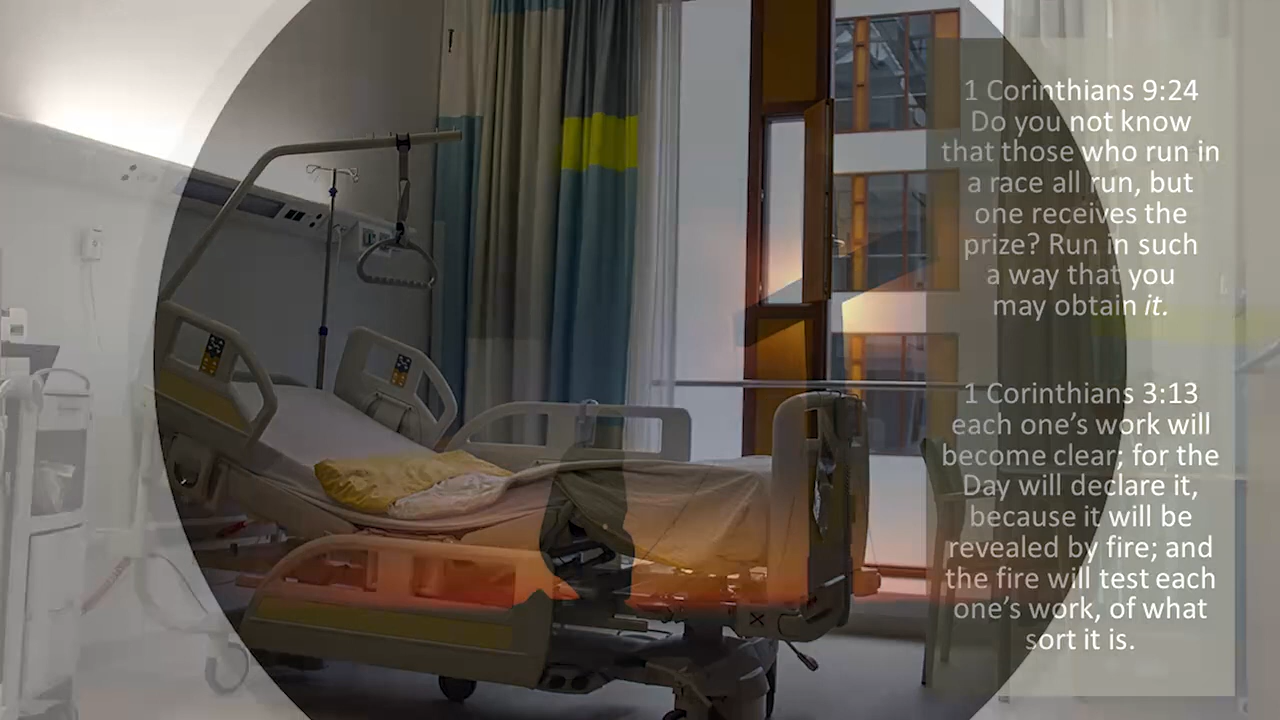 1 Corinthians 9:24
Do you not know
that those who run in
a race all run, but
one receives the
prize? Run in such
a way that you
may obtain it.
1 Corinthians 3:13
each one’s work will
become clear; for the
Day will declare it,
because it will be
revealed by fire; and
the fire will test each
one’s work, of what
sort it is.